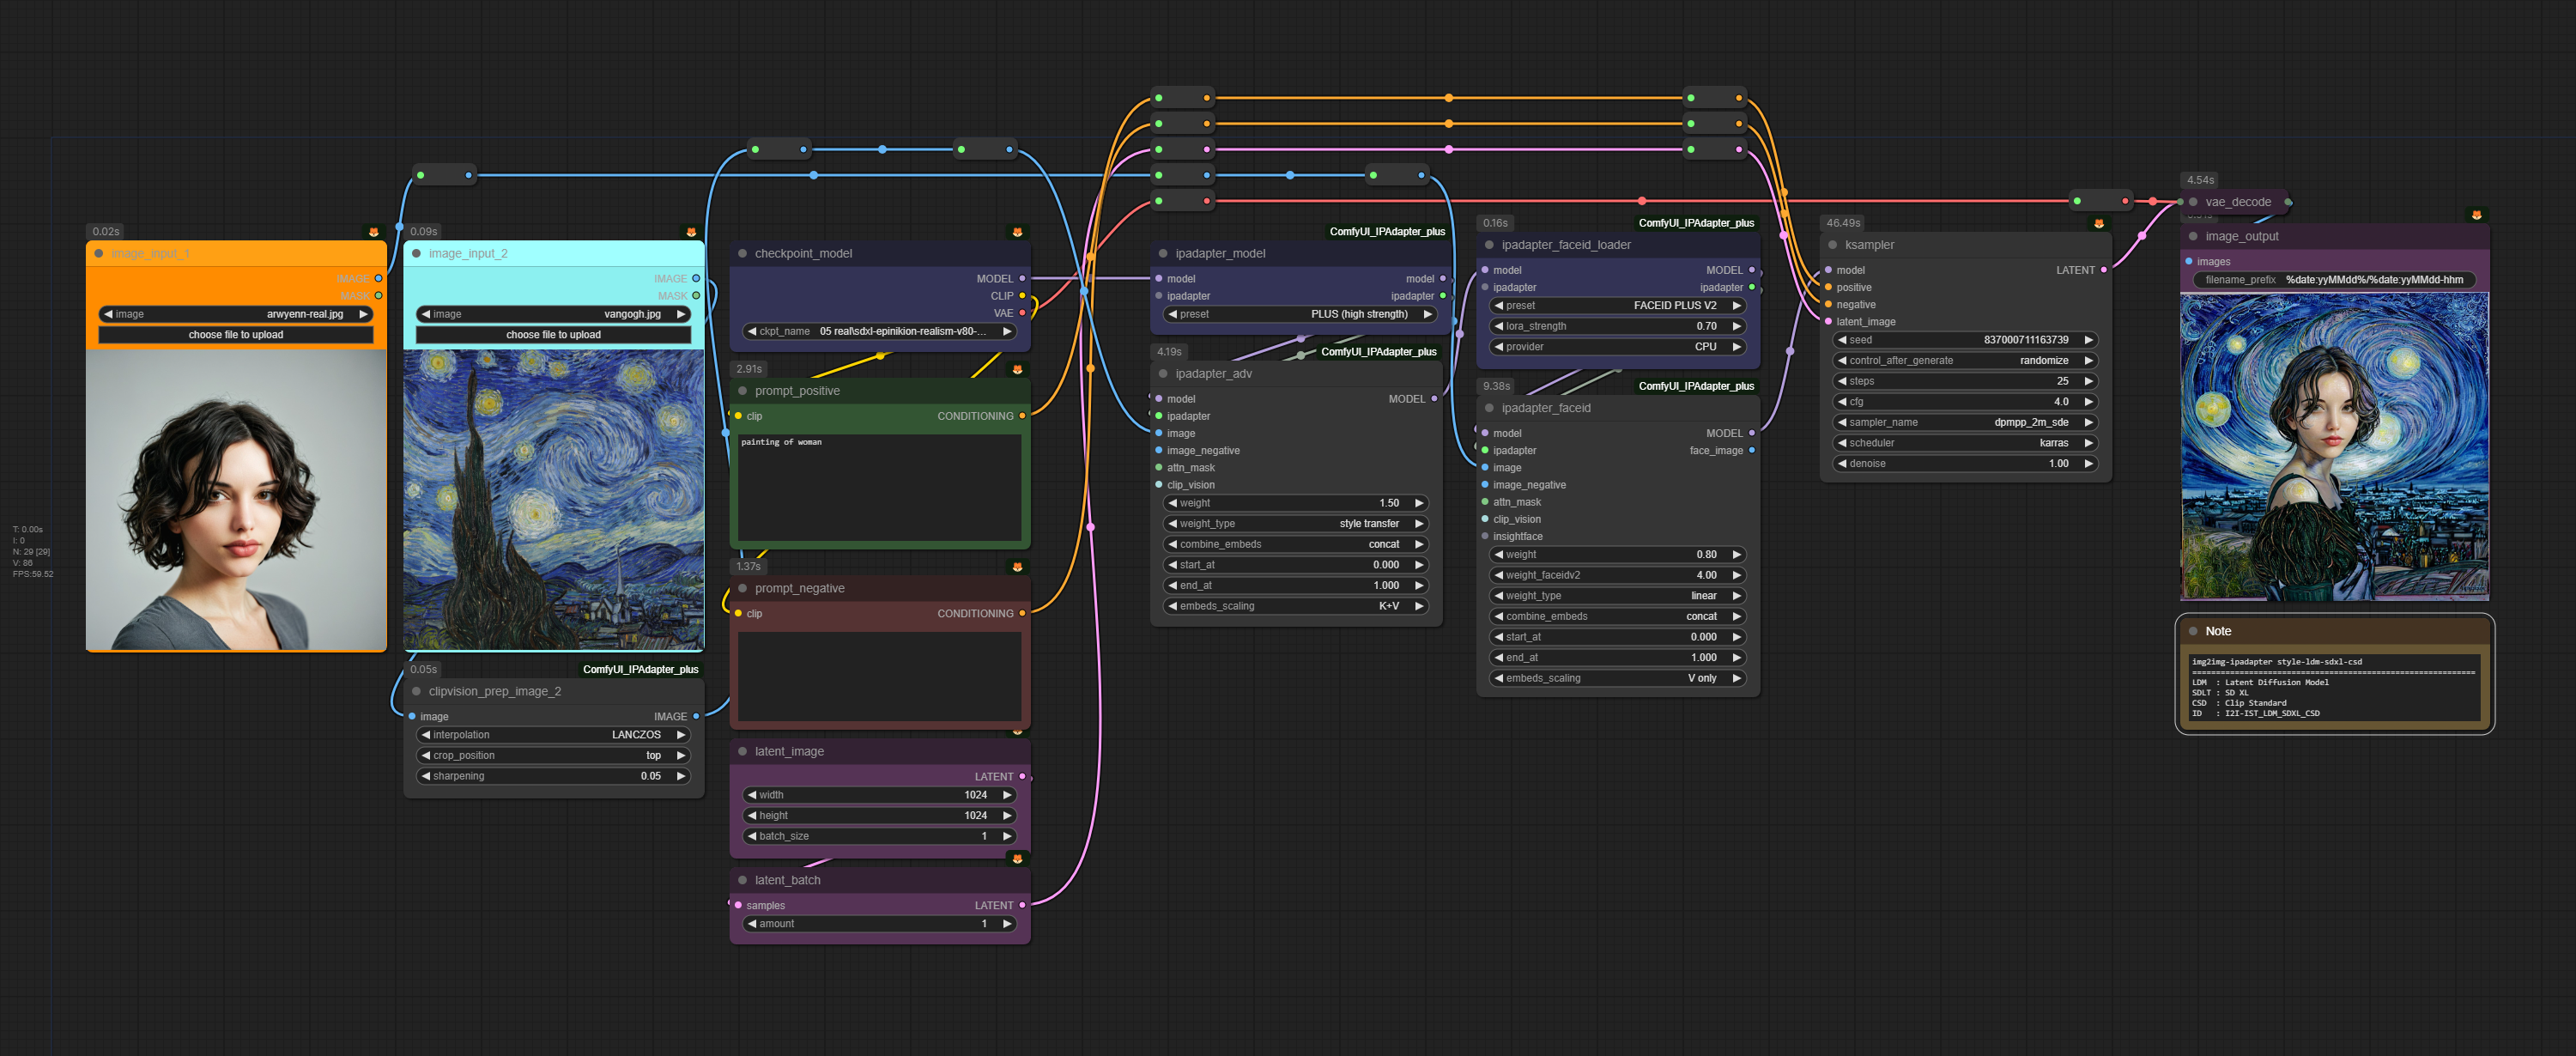 T: 0.00s
I: 0
N: 29 [29]
V: 86
FPS:59.52
0.02s
image_input_1
IMAGE
MASK
image arwyenn-real.jpg
choose file to upload
0.09s
image_input_2
IMAGE
MASK
image vangogh.jpg
choose file to upload
0.05s
ComfyUI_IPAdapter_plus
clipvision_prep_image_2
image IMAGE
interpolation LANCZOS
crop_position top
sharpening 0.05
checkpoint_model
MODEL
CLIP
VAE
ckpt_name 05 real\sdxl-epinikion-realism-v80-...
2.91s
prompt_positive
clip CONDITIONING
painting of woman
1.37s
prompt_negative
clip CONDITIONING
latent_image
LATENT
width 1024
height 1024
batch_size 1
latent_batch
samples LATENT
amount 1
ComfyUI_IPAdapter_plus
ipadapter_model
model model
ipadapter ipadapter
preset PLUS (high strength)
4.19s
ComfyUI_IPAdapter_plus
ipadapter_adv
model MODEL
ipadapter
image
image_negative
attn_mask
clip_vision
weight 1.50
weight_type style transfer
combine_embeds concat
start_at 0.000
end_at 1.000
embeds_scaling K+V
0.16s
ComfyUI_IPAdapter_plus
ipadapter_faceid_loader
model MODEL
ipadapter ipadapter
preset FACEID PLUS V2
lora_strength 0.70
provider CPU
9.38s
ComfyUI_IPAdapter_plus
ipadapter_faceid
model MODEL
ipadapter face_image
image
image_negative
attn_mask
clip_vision
insightface
weight 0.80
weight_faceidv2 4.00
weight_type linear
combine_embeds concat
start_at 0.000
end_at 1.000
embeds_scaling V only
46.49s
ksampler
model LATENT
positive
negative
latent_image
seed 837000711163739
control_after_generate randomize
steps 25
cfg 4.0
sampler_name dpmpp_2m_sde
scheduler karras
denoise 1.00
4.54s
vae_decode
image_output
images
filename_prefix %date:yyMMdd%/%date:yyMMdd-hhm
Note
img2img-ipadapter style-ldm-sdxl-csd
LDM : Latent Diffusion Model
SDLT : SD XL
CSD : Clip Standard
ID : I2I-IST_LDM_SDXL_CSD